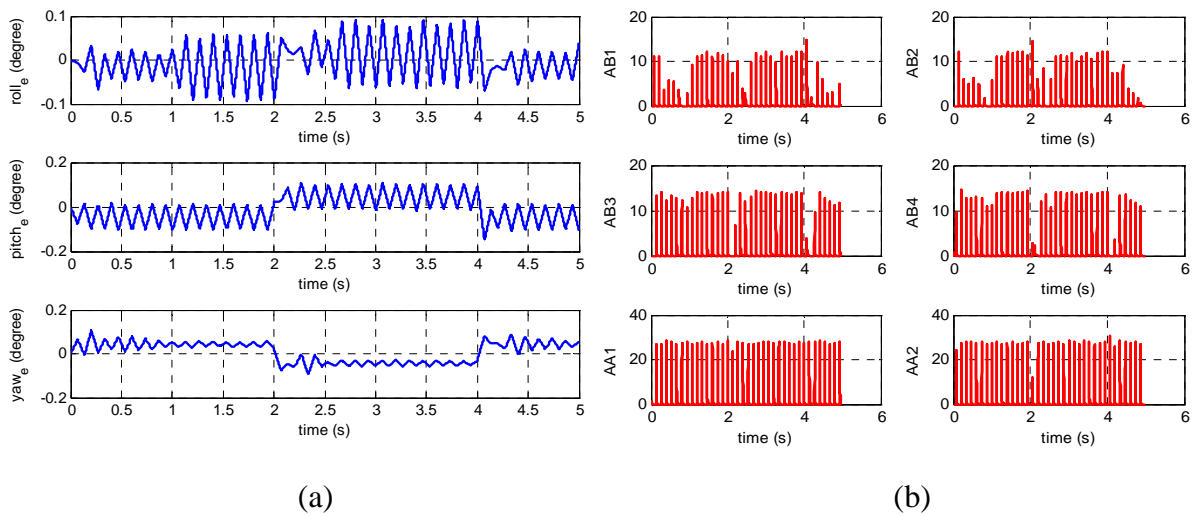 0.1
0
-0.1
roll_e (degree)
0 0.5 1 1.5 2 2.5 3 3.5 4 4.5 5
time (s)
0.2
0
-0.2
pitch_e (degree)
0 0.5 1 1.5 2 2.5 3 3.5 4 4.5 5
time (s)
0.2
0
-0.2
yaw_e (degree)
0 0.5 1 1.5 2 2.5 3 3.5 4 4.5 5
time (s)
(a)
20
10
0
AB1
0 2 4 6
time (s)
20
10
0
AB2
0 2 4 6
time (s)
20
10
0
AB3
0 2 4 6
time (s)
20
10
0
AB4
0 2 4 6
time (s)
40
20
0
AA1
0 2 4 6
time (s)
40
20
0
AA2
0 2 4 6
time (s)
(b)